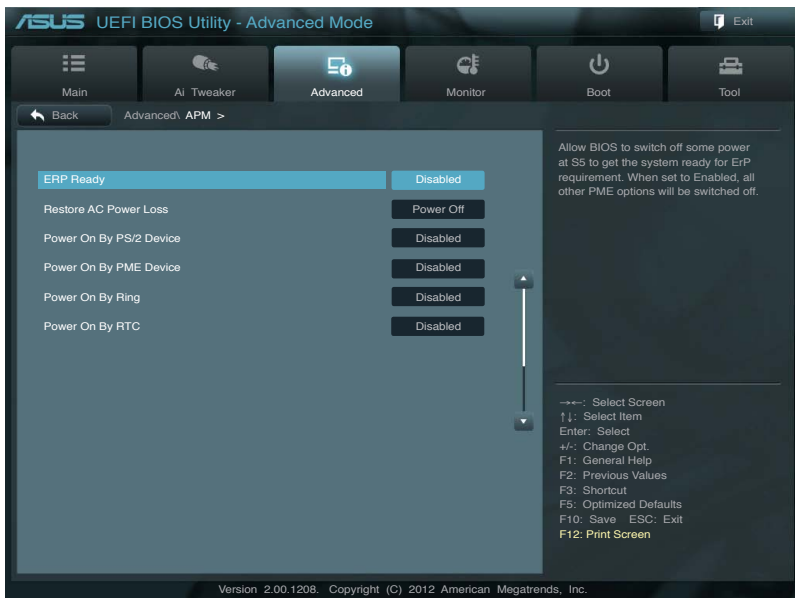 ASUS UEFI BIOS Utility - Advanced Mode
Exit
Main
Ai Tweaker
Advanced
Monitor
Boot
Tool
Back
Advanced\ APM >
ERP Ready Disabled
Restore AC Power Loss Power Off
Power On By PS/2 Device Disabled
Power On By PME Device Disabled
Power On By Ring Disabled
Power On By RTC Disabled
Allow BIOS to switch off some power
at S5 to get the system ready for ErP
requirement. When set to Enabled, all
other PME options will be switched off.
→←: Select Screen
↑↓: Select Item
Enter: Select
+/-: Change Opt.
F1: General Help
F2: Previous Values
F3: Shortcut
F5: Optimized Defaults
F10: Save ESC: Exit
F12: Print Screen
Version 2.00.1208. Copyright (C) 2012 American Megatrends, Inc.